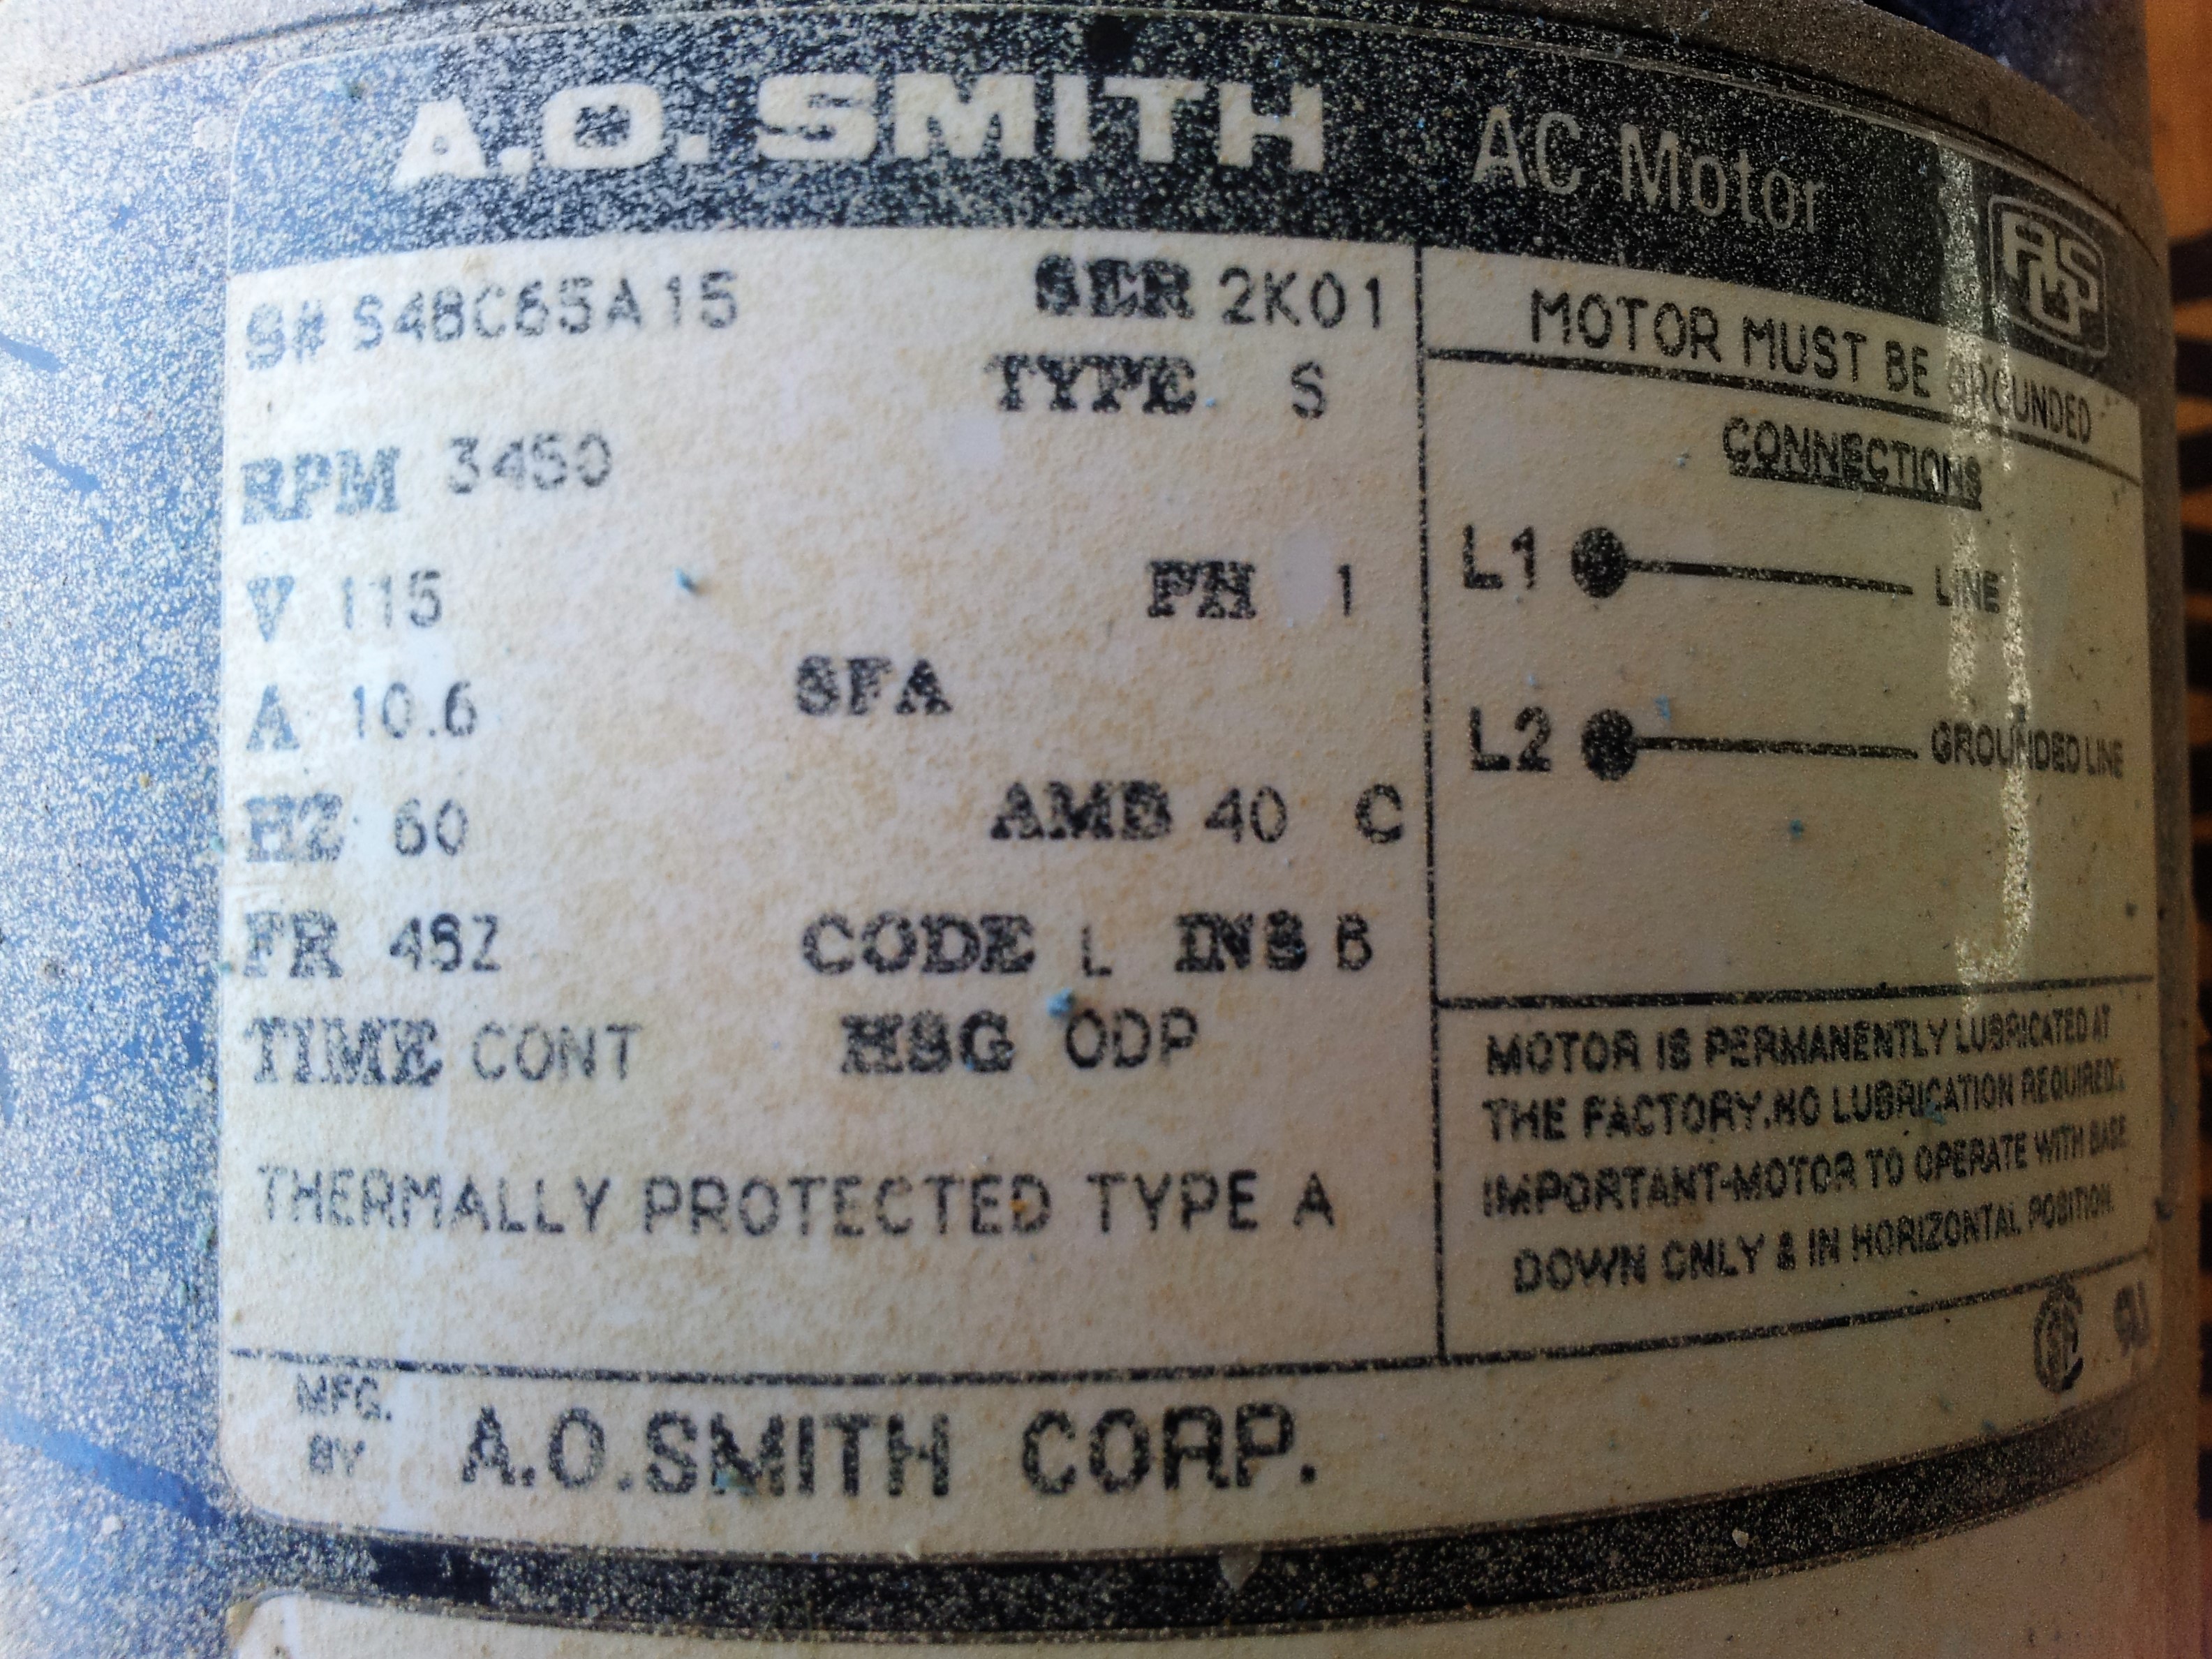 A.O. SMITH AC Motor
AOS
S# S48C65A15 SER 2K01
TYPE S
RPM 3450
V 115 PH 1
A 10.6 SFA
HZ 60 AMB 40 C
FR 48Z CODE L INS B
TIME CONT HSG ODP
THERMALLY PROTECTED TYPE A
MFG.
BY A.O.SMITH CORP.
MOTOR MUST BE GROUNDED
CONNECTIONS
L1 LINE
L2 GROUNDED LINE
MOTOR IS PERMANENTLY LUBRICATED AT
THE FACTORY.NO LUBRICATION REQUIRED.
IMPORTANT-MOTOR TO OPERATE WITH BASE
DOWN ONLY & IN HORIZONTAL POSITION.